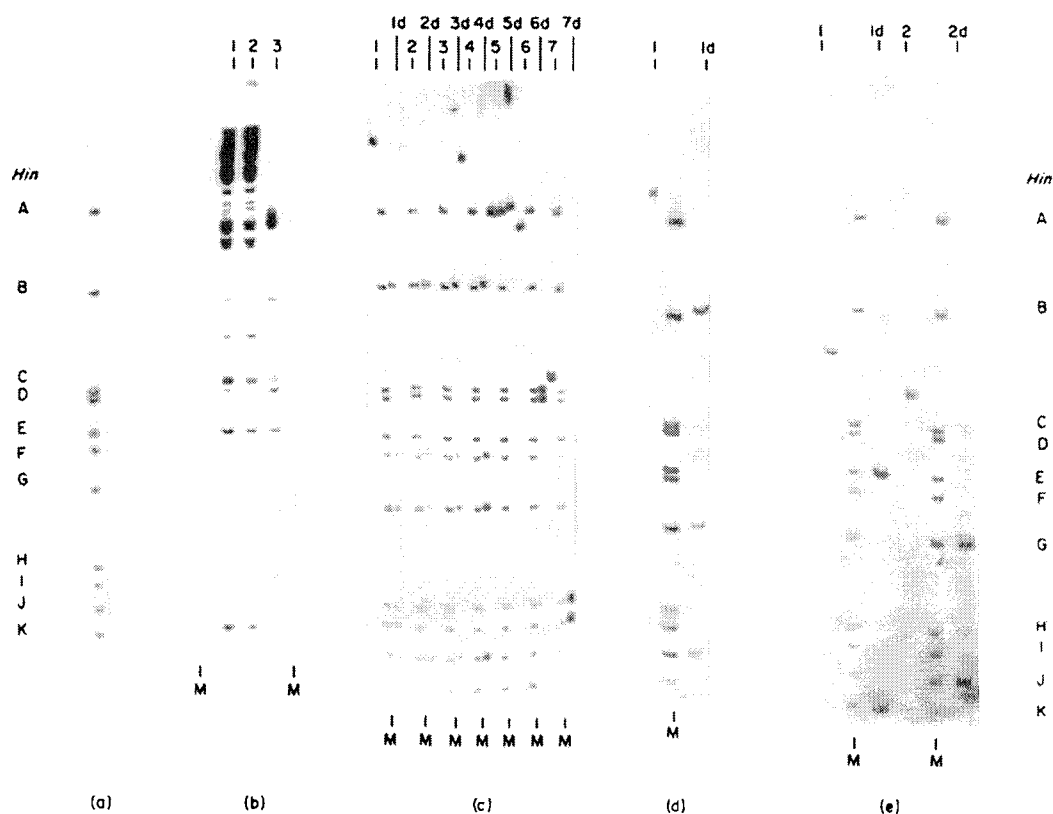 1d 2d 3d 4d 5d 6d 7d
1 2 3
1 2 3 4 5 6 7
1 1d
1 1d 2 2d
Hin
A
B
C
D
E
F
G
H
I
J
K
M M
M M M M M M M
M
M M
Hin
A
B
C
D
E
F
G
H
I
J
K
(a) (b) (c) (d) (e)